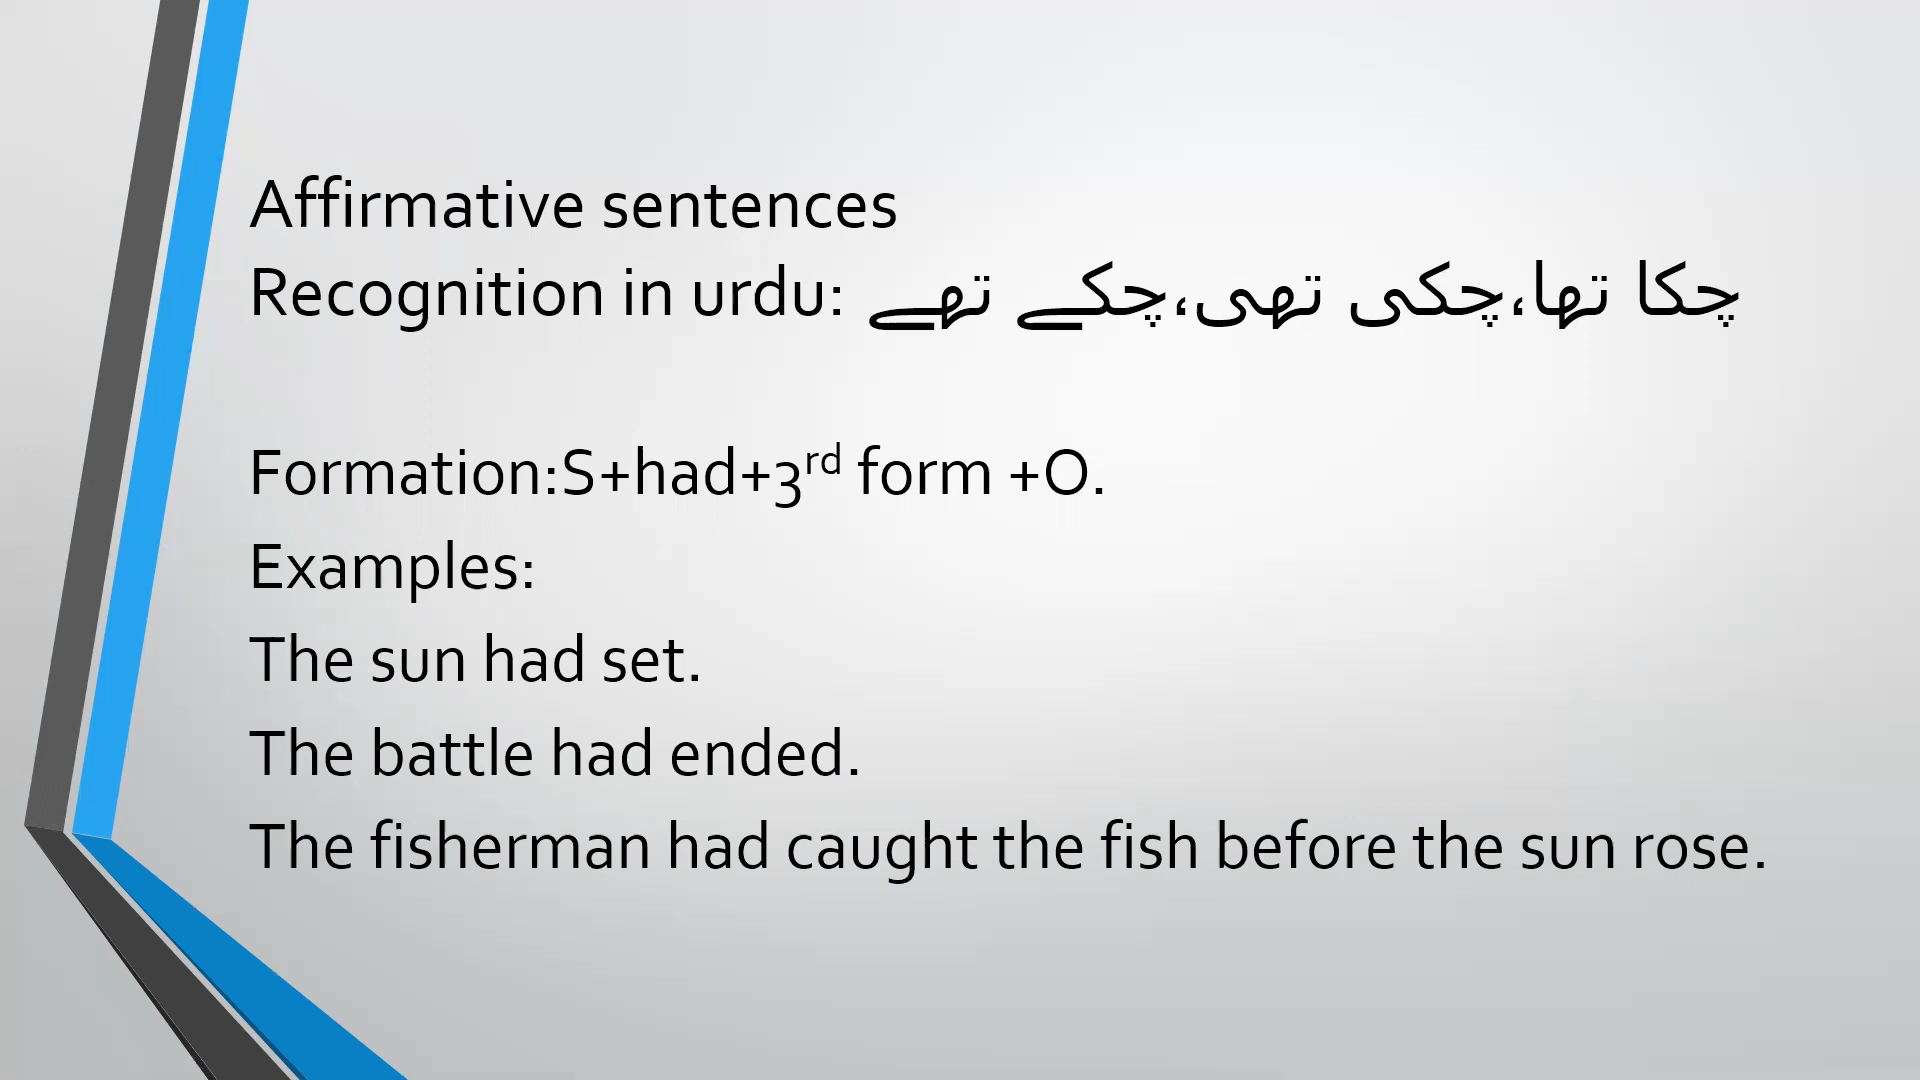 Affirmative sentences
Recognition in urdu: چکا تھا،چکی تھی،چکے تھے
Formation:S+had+3rd form +O.
Examples:
The sun had set.
The battle had ended.
The fisherman had caught the fish before the sun rose.